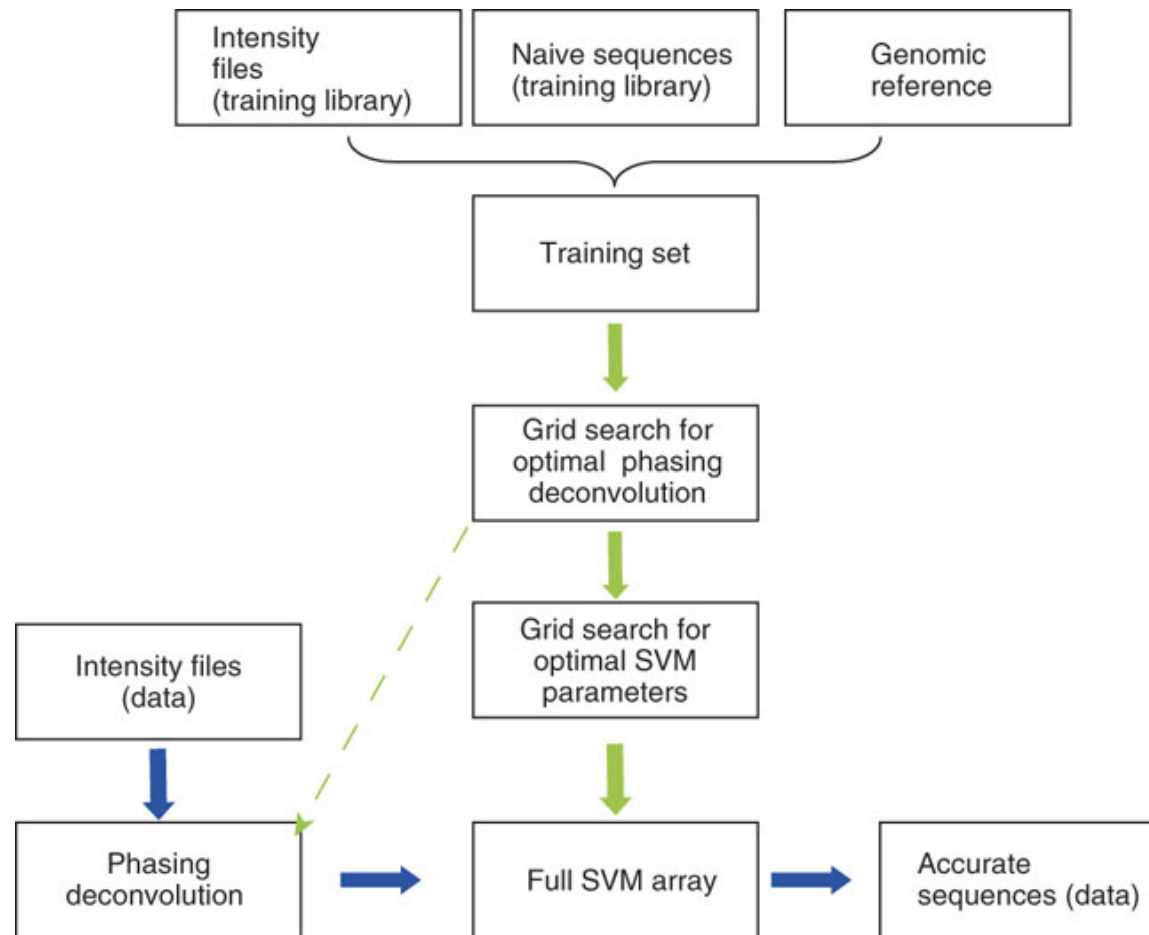 Intensity
files
(training library)
Naive sequences
(training library)
Genomic
reference
Training set
Grid search for
optimal phasing
deconvolution
Grid search for
optimal SVM
parameters
Intensity files
(data)
Phasing
deconvolution
Full SVM array
Accurate
sequences (data)